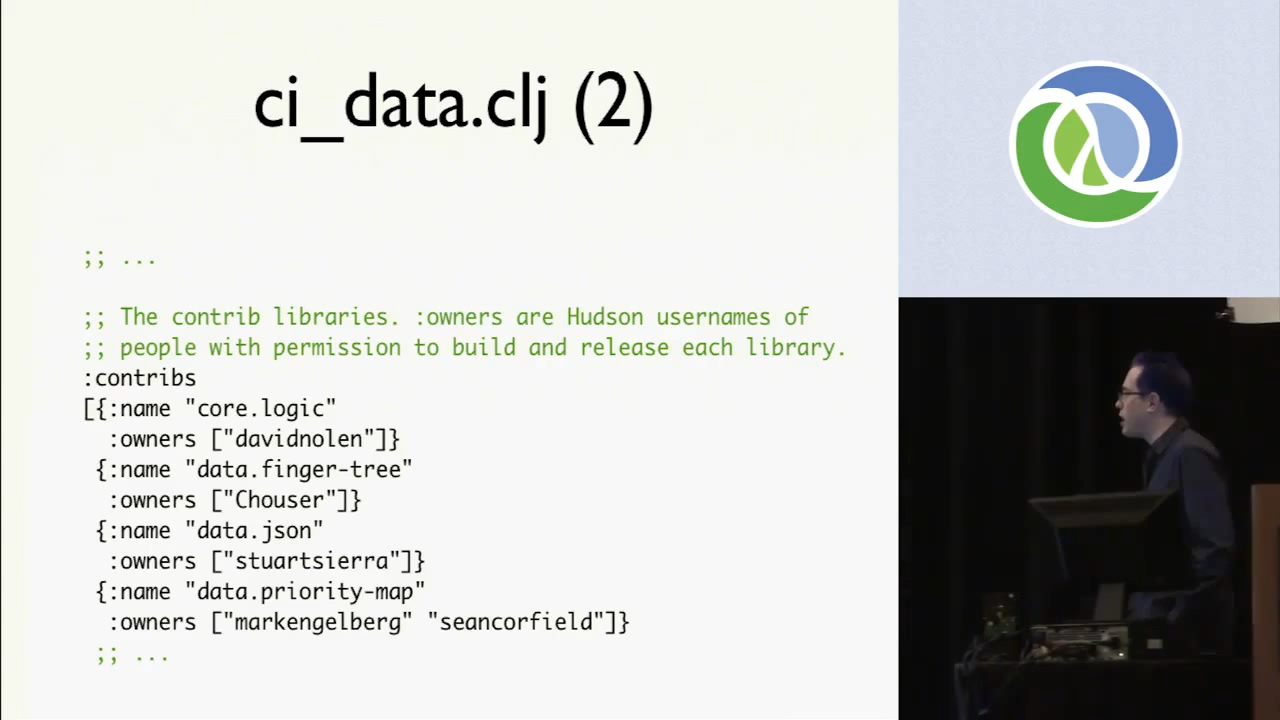 ci_data.clj (2)
;; ...
;; The contrib libraries. :owners are Hudson usernames of
;; people with permission to build and release each library.
:contribs
[{:name "core.logic"
:owners ["davidnolen"]}
{:name "data.finger-tree"
:owners ["Chouser"]}
{:name "data.json"
:owners ["stuartsierra"]}
{:name "data.priority-map"
:owners ["markengelberg" "seancorfield"]}
;; ...